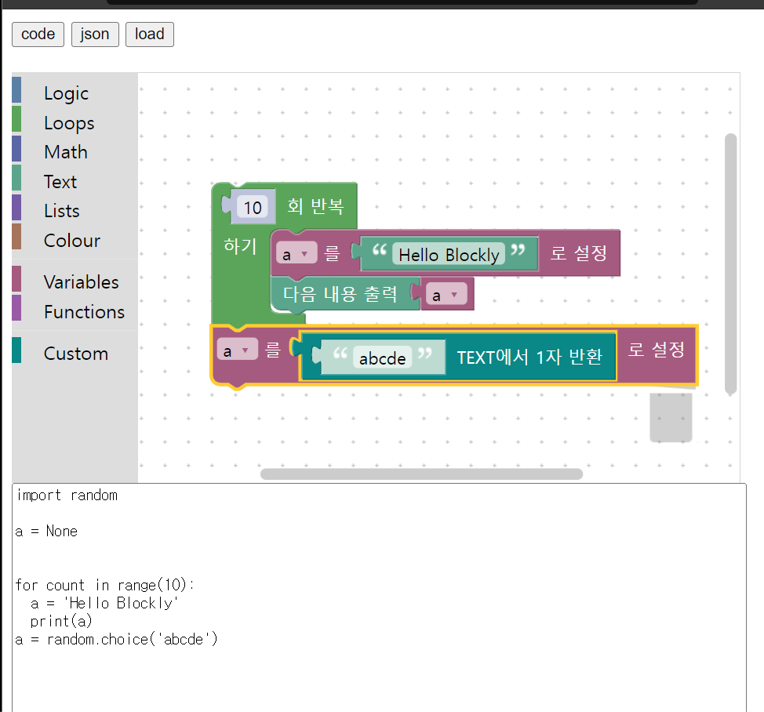 code json load
Logic
Loops
Math
Text
Lists
Colour
Variables
Functions
Custom
10 회 반복
하기 a 를 “ Hello Blockly ” 로 설정
다음 내용 출력 a
a 를 “ abcde ” TEXT에서 1자 반환 로 설정
import random
a = None
for count in range(10):
  a = 'Hello Blockly'
  print(a)
a = random.choice('abcde')